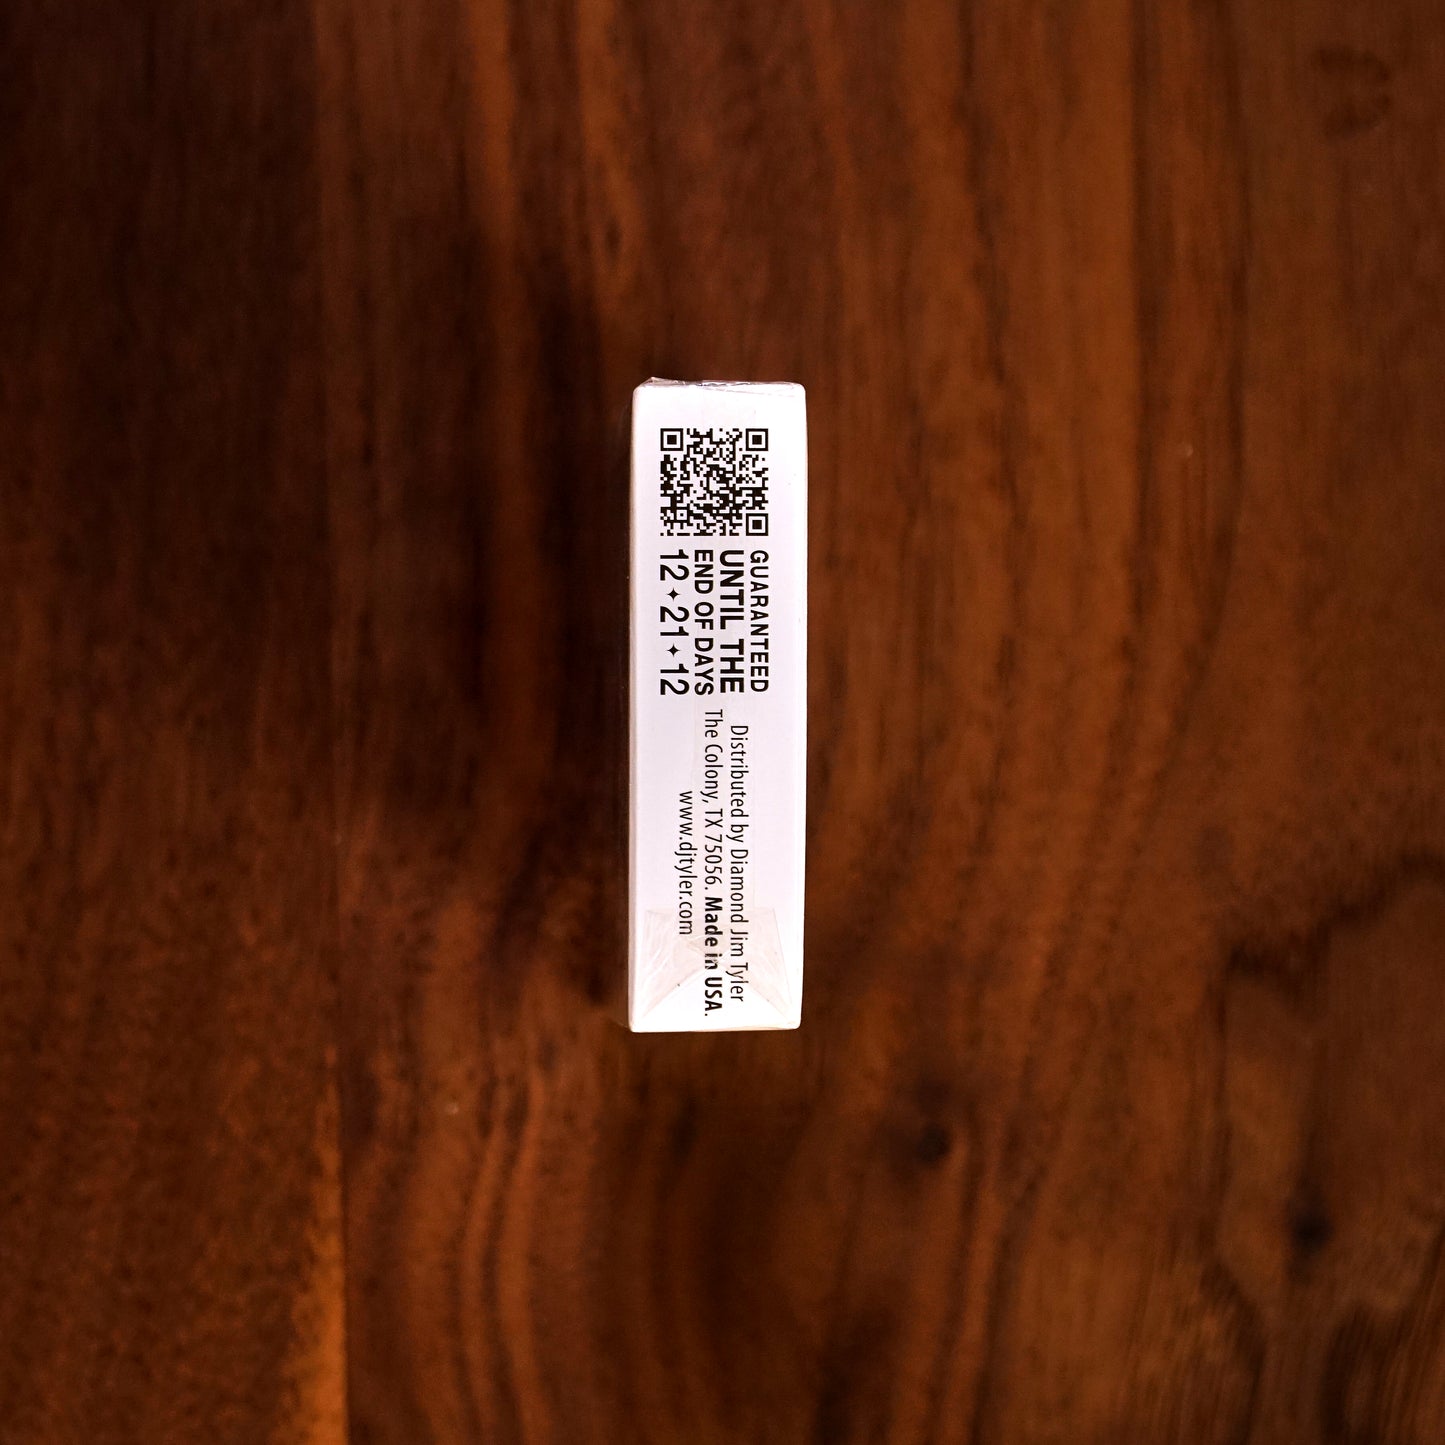 GUARANTEED
UNTIL THE
END OF DAYS
12✦21✦12
Distributed by Diamond Jim Tyler
The Colony, TX 75056. Made in USA.
www.djtyler.com